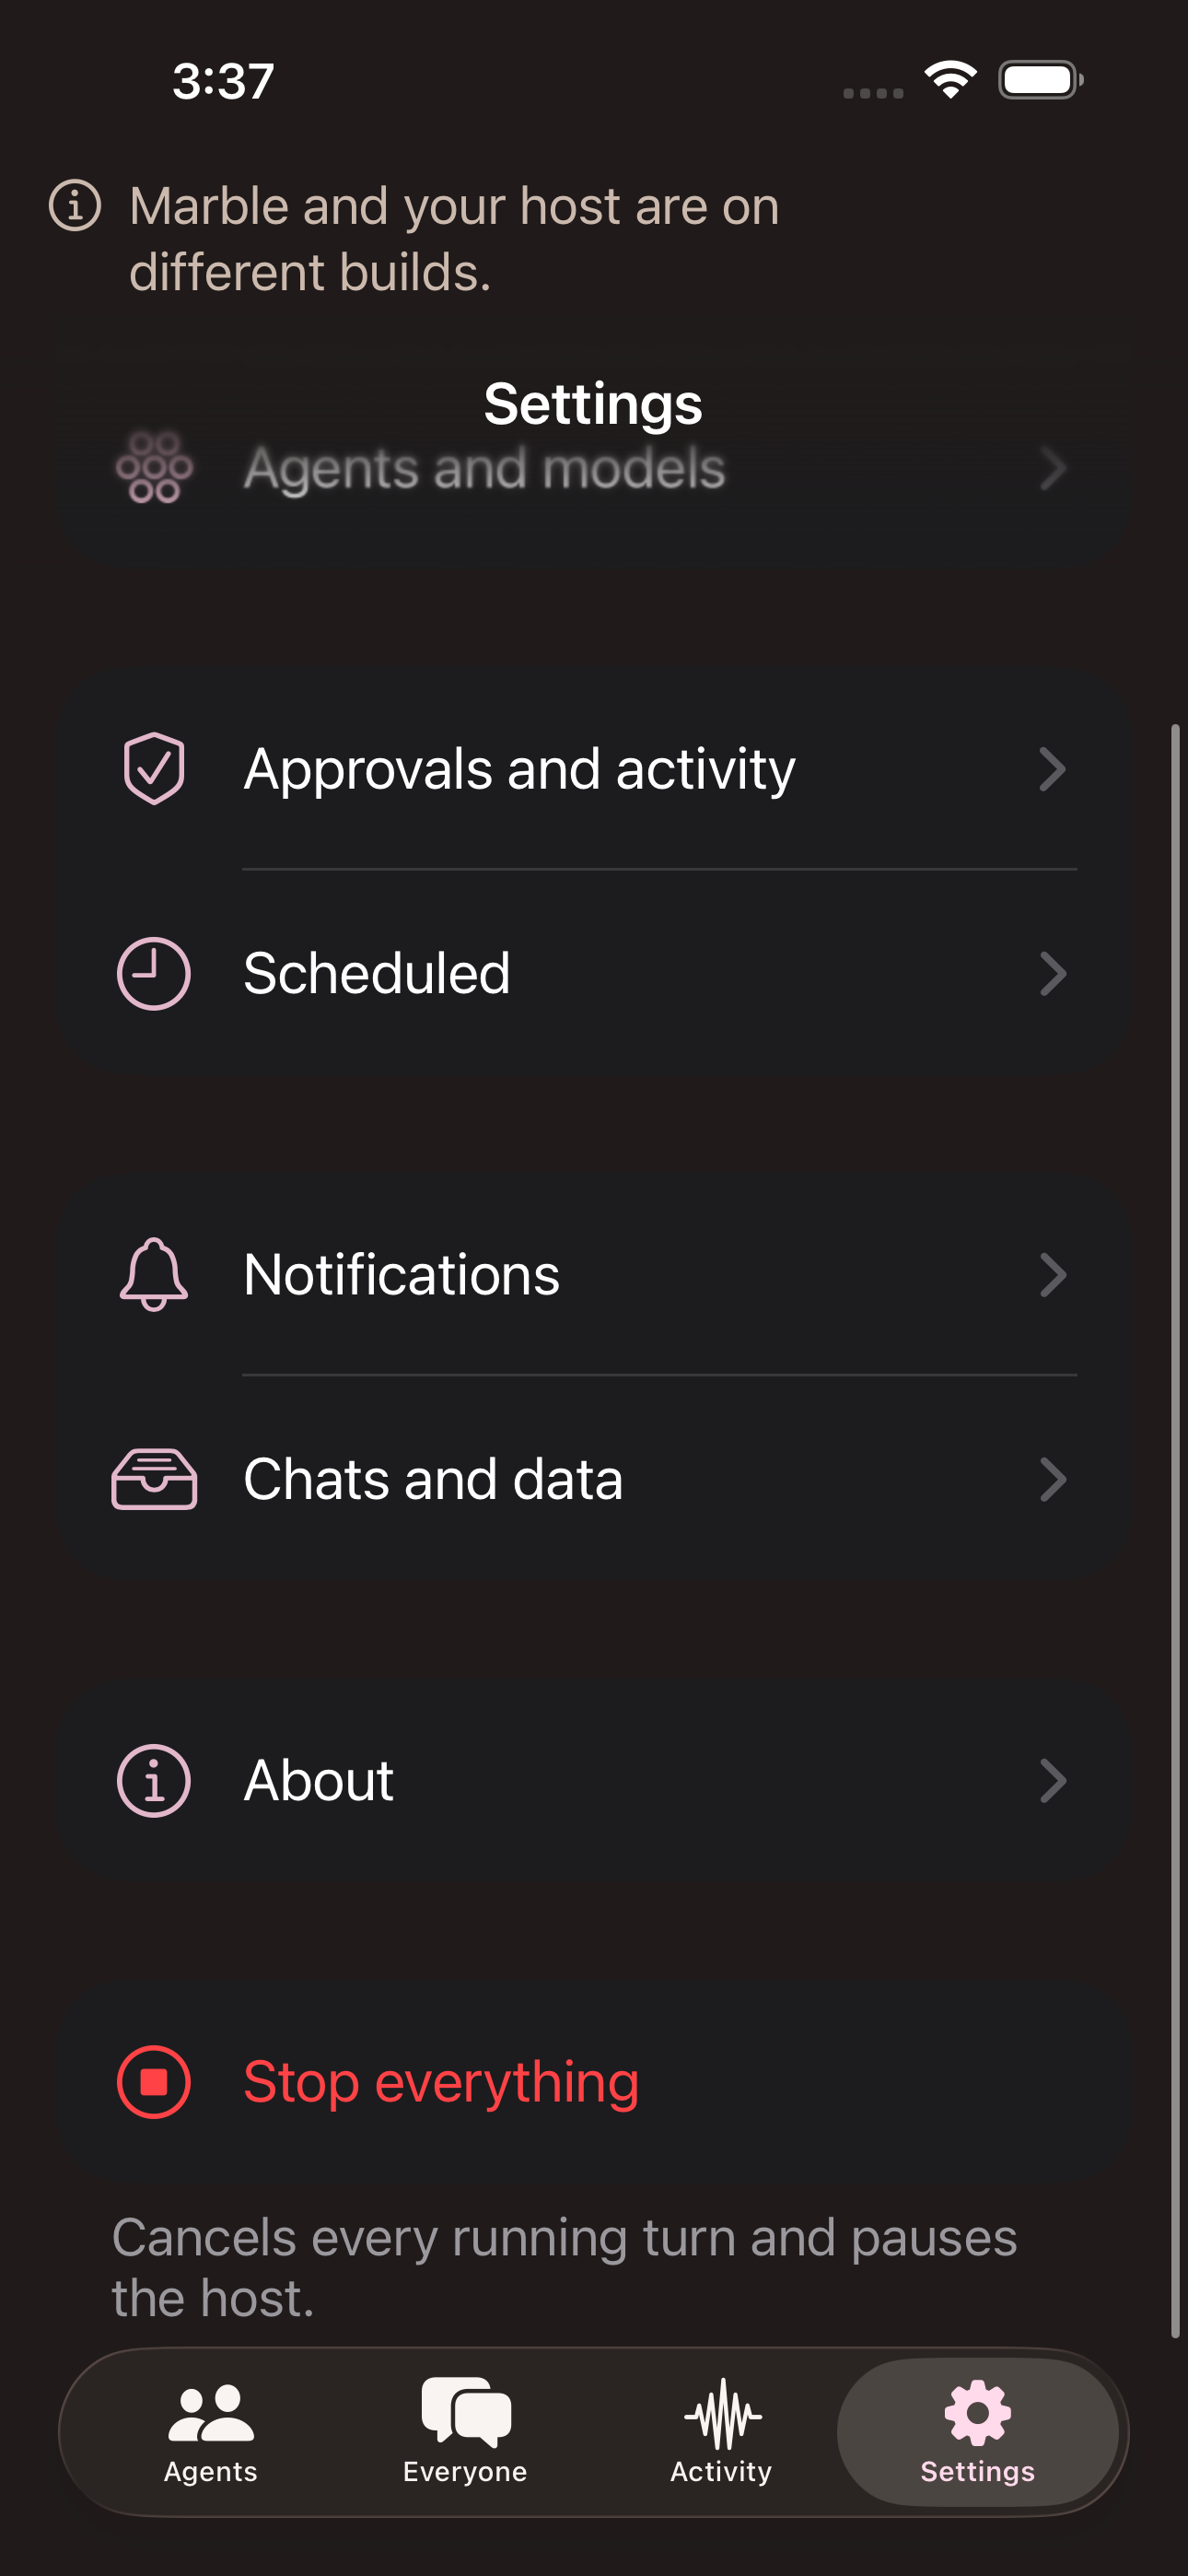 3:37
Marble and your host are on
different builds.
Settings
Agents and models
Approvals and activity
Scheduled
Notifications
Chats and data
About
Stop everything
Cancels every running turn and pauses
the host.
Agents
Everyone
Activity
Settings